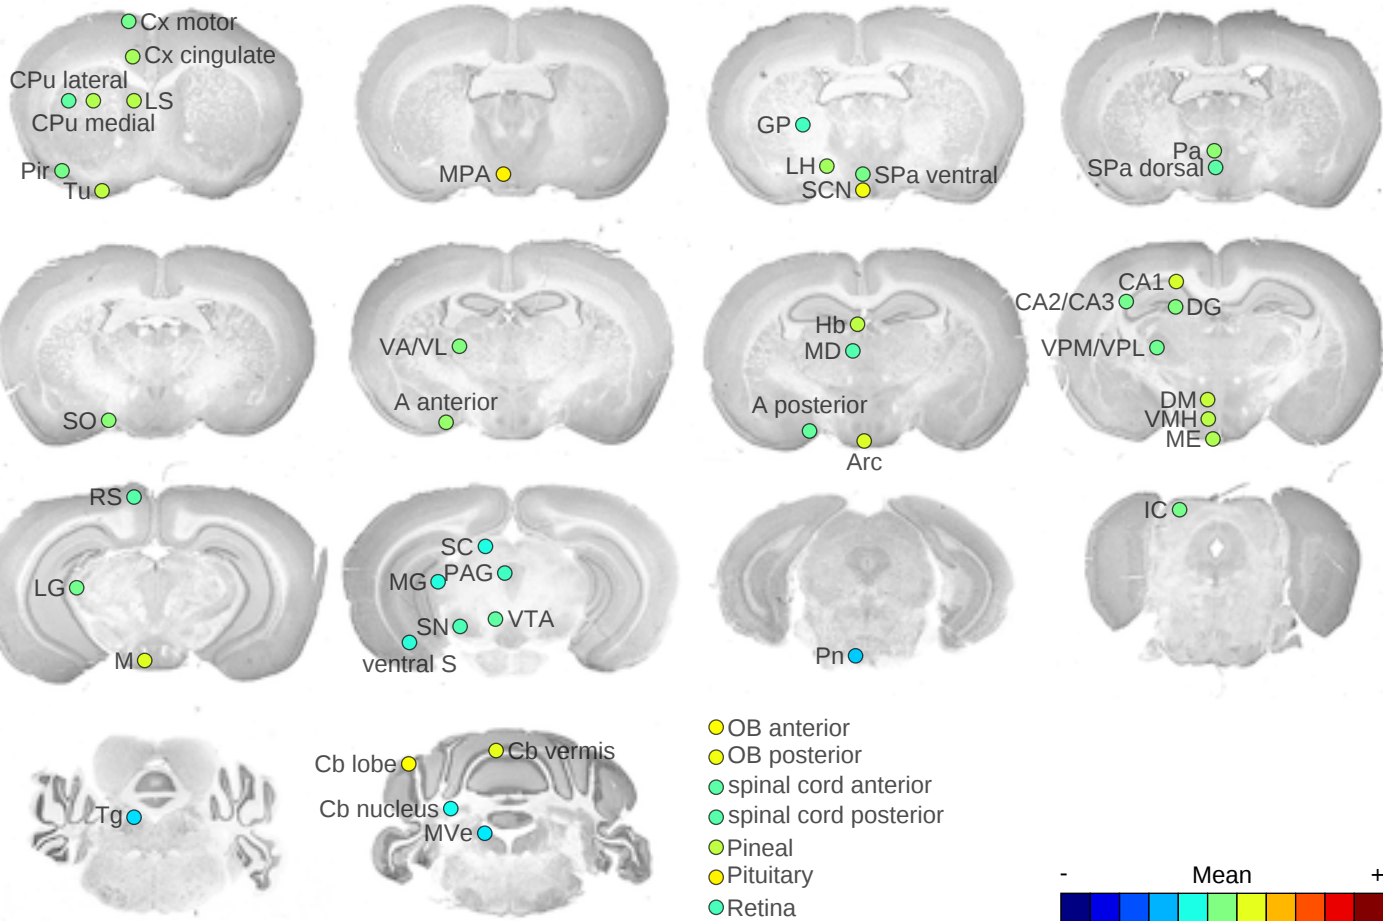 Cx motor
Cx cingulate
CPu lateral
LS
CPu medial
Pir
Tu
MPA
GP
LH
SPa ventral
SCN
Pa
SPa dorsal
SO
VA/VL
A anterior
Hb
MD
A posterior
Arc
CA1
CA2/CA3
DG
VPM/VPL
DM
VMH
ME
RS
LG
M
SC
MG
PAG
SN
VTA
ventral S
Pn
IC
Tg
Cb lobe
Cb vermis
Cb nucleus
MVe
OB anterior
OB posterior
spinal cord anterior
spinal cord posterior
Pineal
Pituitary
Retina
- Mean +